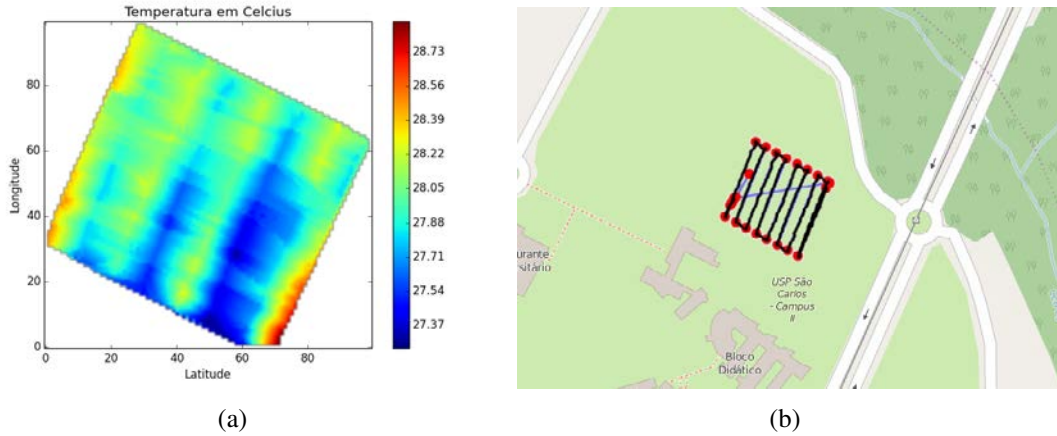 Temperatura em Celcius
Longitude
80
60
40
20
0
0
20
40
60
80
Latitude
28.73
28.56
28.39
28.22
28.05
27.88
27.71
27.54
27.37
(a)
urante
sitário
USP São
Carlos
- Campus
II
Bloco
Didático
(b)